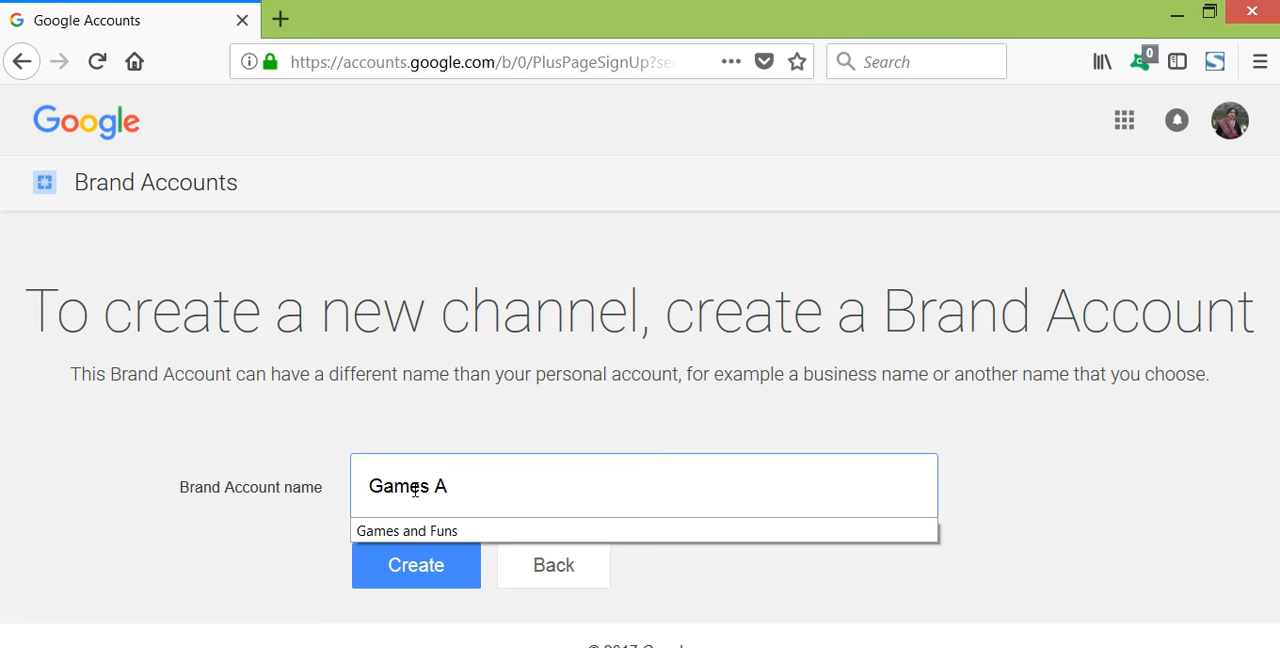 Google Accounts
https://accounts.google.com/b/0/PlusPageSignUp?se
Search
0
Google
Brand Accounts
To create a new channel, create a Brand Account
This Brand Account can have a different name than your personal account, for example a business name or another name that you choose.
Brand Account name
Games A
Games and Funs
Create
Back